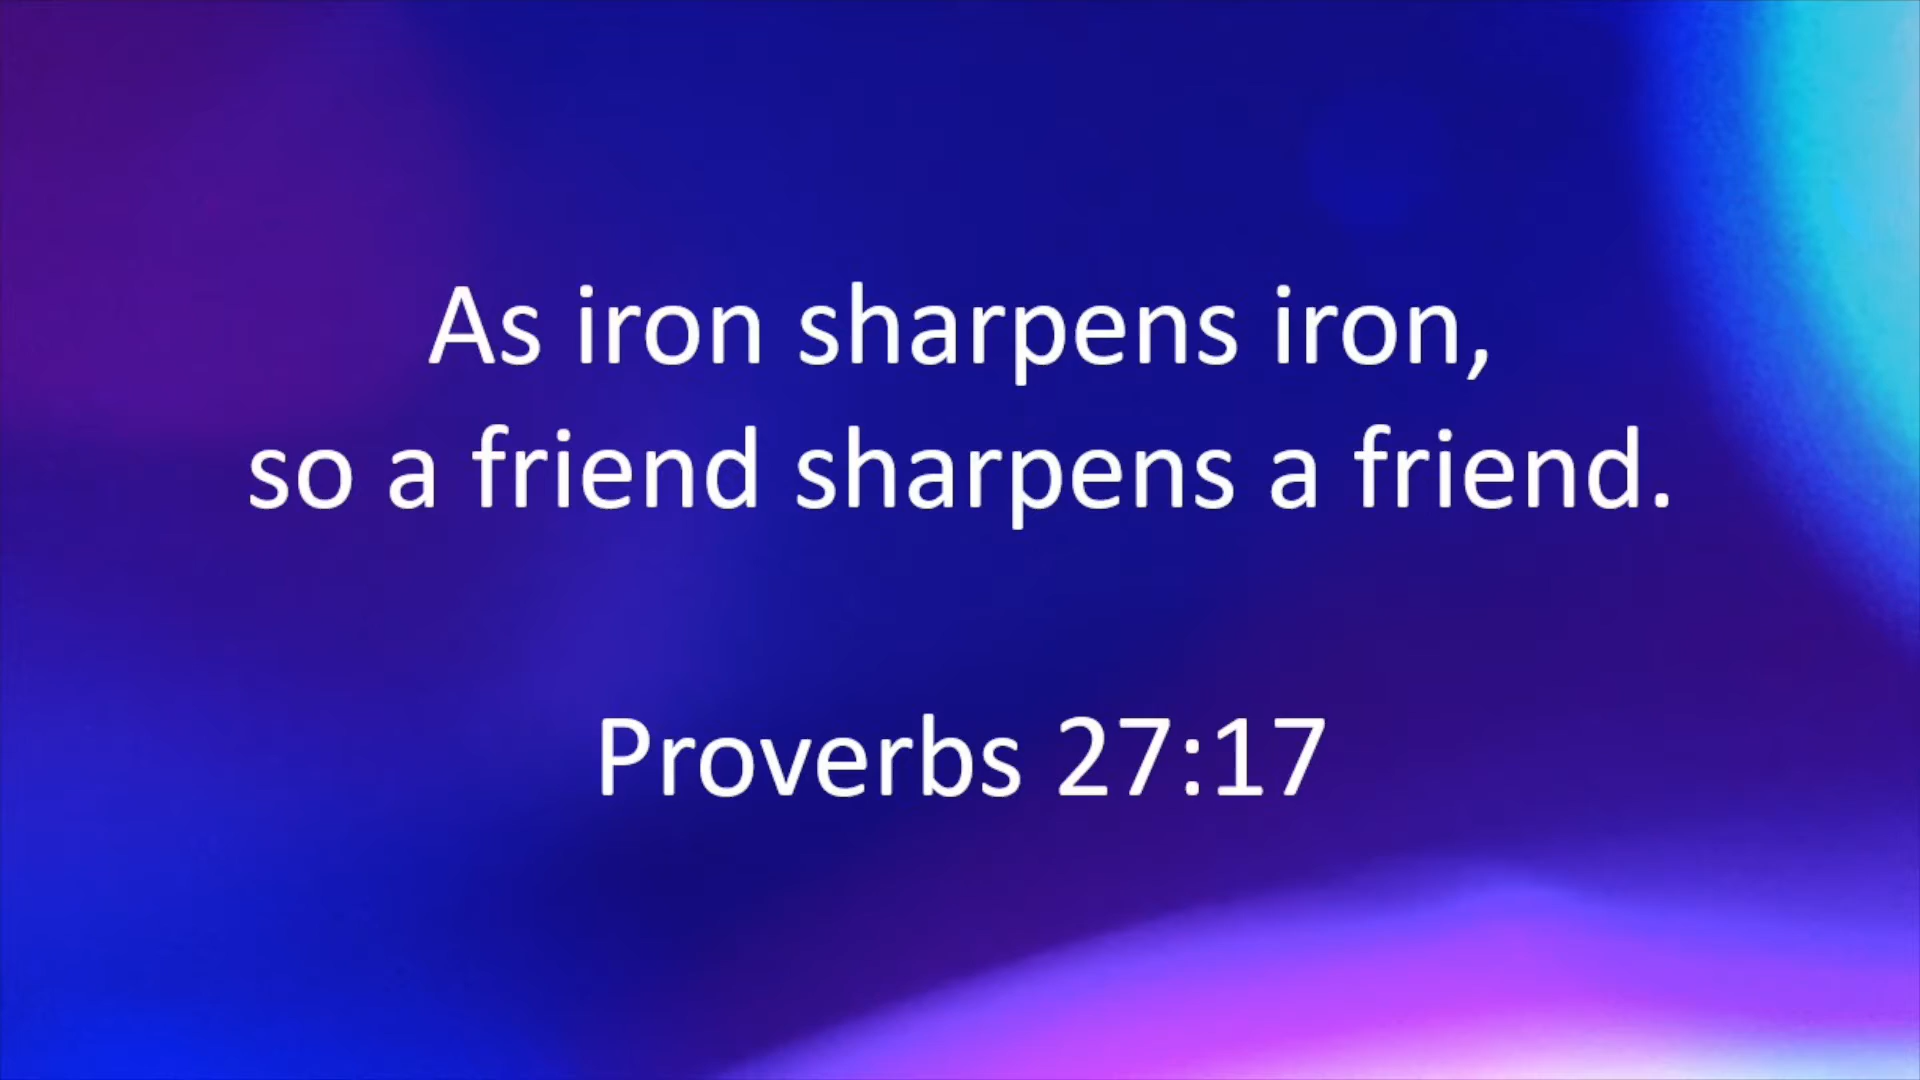 As iron sharpens iron,
so a friend sharpens a friend.
Proverbs 27:17